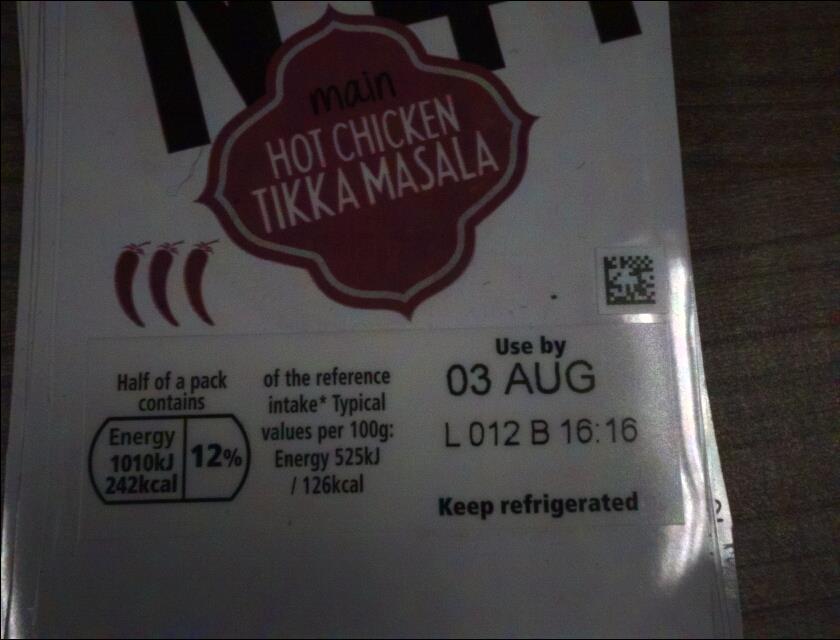 main
HOT CHICKEN
TIKKA MASALA
Use by
03 AUG
L 012 B 16:16
Keep refrigerated
Half of a pack
contains
Energy
1010kJ
242kcal
12%
of the reference
intake* Typical
values per 100g:
Energy 525kJ
/ 126kcal